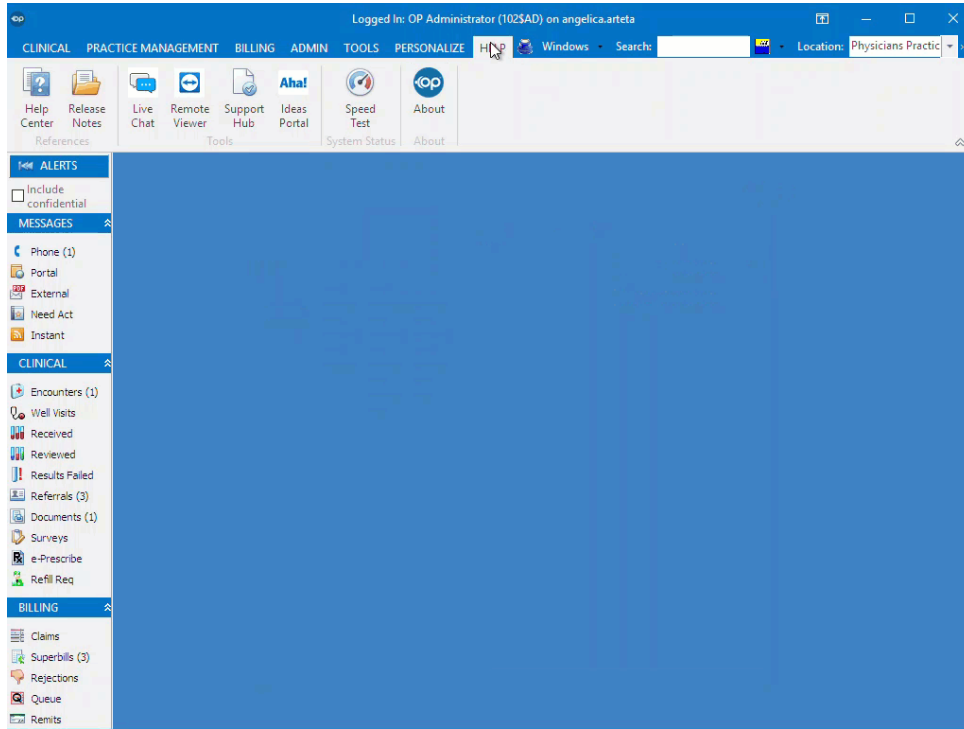 op
Logged In: OP Administrator (102$AD) on angelica.arteta
CLINICAL PRACTICE MANAGEMENT BILLING ADMIN TOOLS PERSONALIZE HELP Windows Search: Location: Physicians Practic
Help Center
Release Notes
Live Chat
Remote Viewer
Support Hub
Aha!
Ideas Portal
Speed Test
op
About
References Tools System Status About
ALERTS
Include confidential
MESSAGES
Phone (1)
Portal
PDF
External
Need Act
Instant
CLINICAL
Encounters (1)
Well Visits
Received
Reviewed
Results Failed
Referrals (3)
Documents (1)
Surveys
e-Prescribe
Refill Req
BILLING
Claims
Superbills (3)
Rejections
Queue
Remits